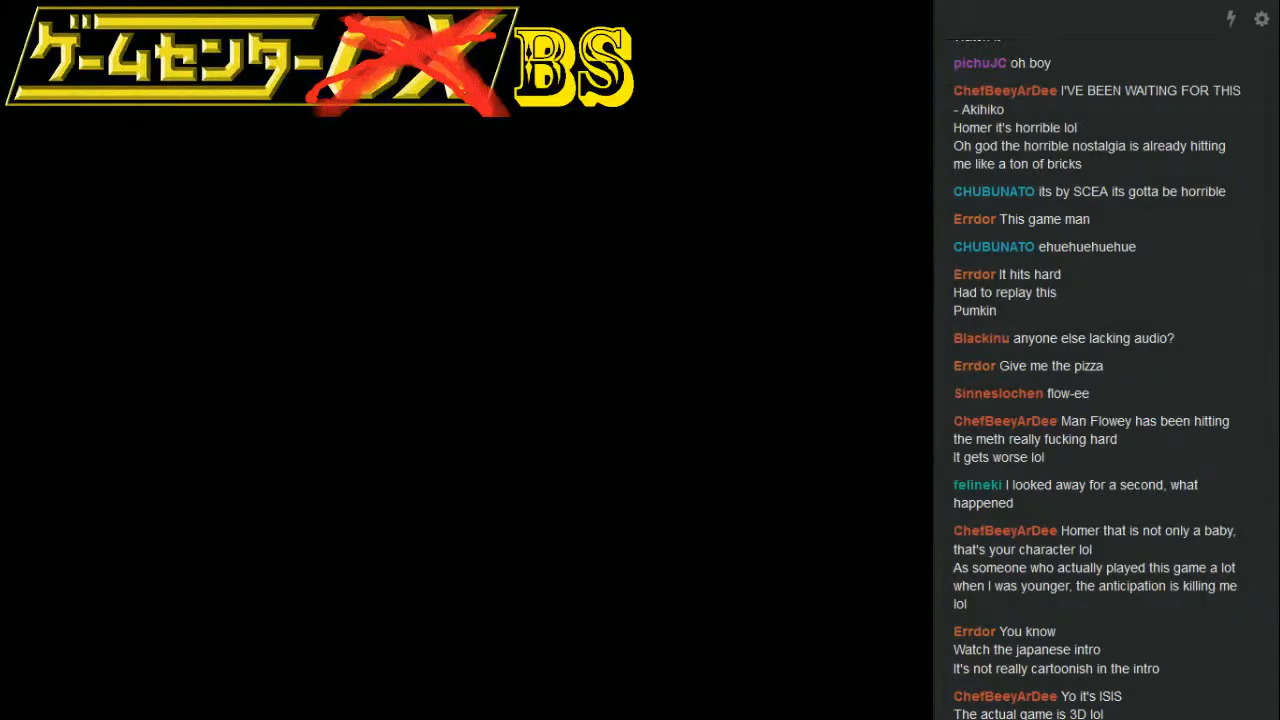 ゲームセンターDX BS
pichuJC oh boy
ChefBeeyArDee I'VE BEEN WAITING FOR THIS
- Akihiko
Homer it's horrible lol
Oh god the horrible nostalgia is already hitting
me like a ton of bricks
CHUBUNATO its by SCEA its gotta be horrible
Errdor This game man
CHUBUNATO ehuehuehuehue
Errdor It hits hard
Had to replay this
Pumkin
Blackinu anyone else lacking audio?
Errdor Give me the pizza
Sinneslochen flow-ee
ChefBeeyArDee Man Flowey has been hitting
the meth really fucking hard
It gets worse lol
felineki I looked away for a second, what
happened
ChefBeeyArDee Homer that is not only a baby,
that's your character lol
As someone who actually played this game a lot
when I was younger, the anticipation is killing me
lol
Errdor You know
Watch the japanese intro
It's not really cartoonish in the intro
ChefBeeyArDee Yo it's ISIS
The actual game is 3D lol